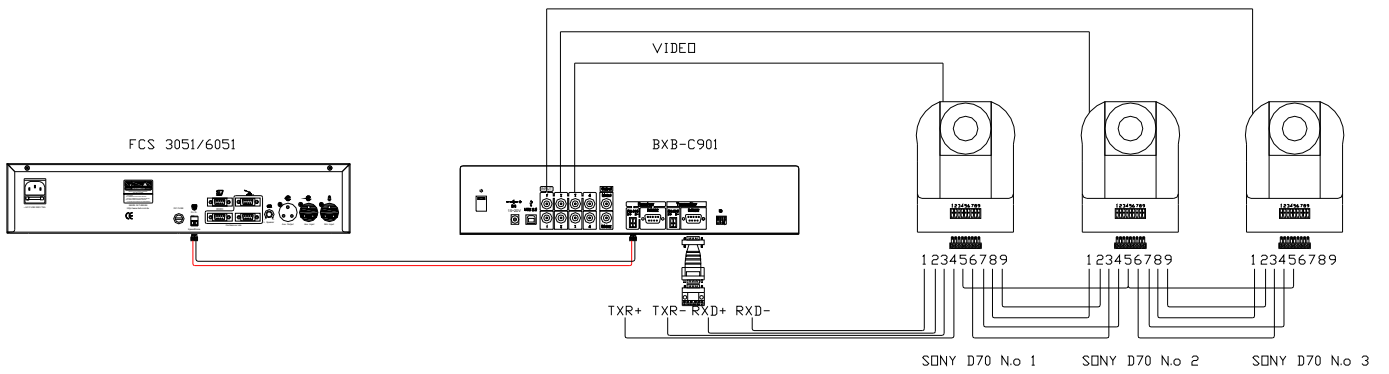 VIDEO
FCS 3051/6051
BXB-C901
123456789
123456789
123456789
123456789
123456789
123456789
TXR+ TXR- RXD+ RXD-
SONY D70 N.o 1
SONY D70 N.o 2
SONY D70 N.o 3